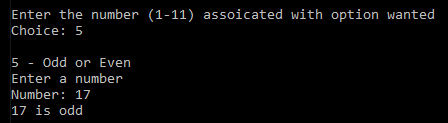 Enter the number (1-11) assoicated with option wanted
Choice: 5
5 - Odd or Even
Enter a number
Number: 17
17 is odd